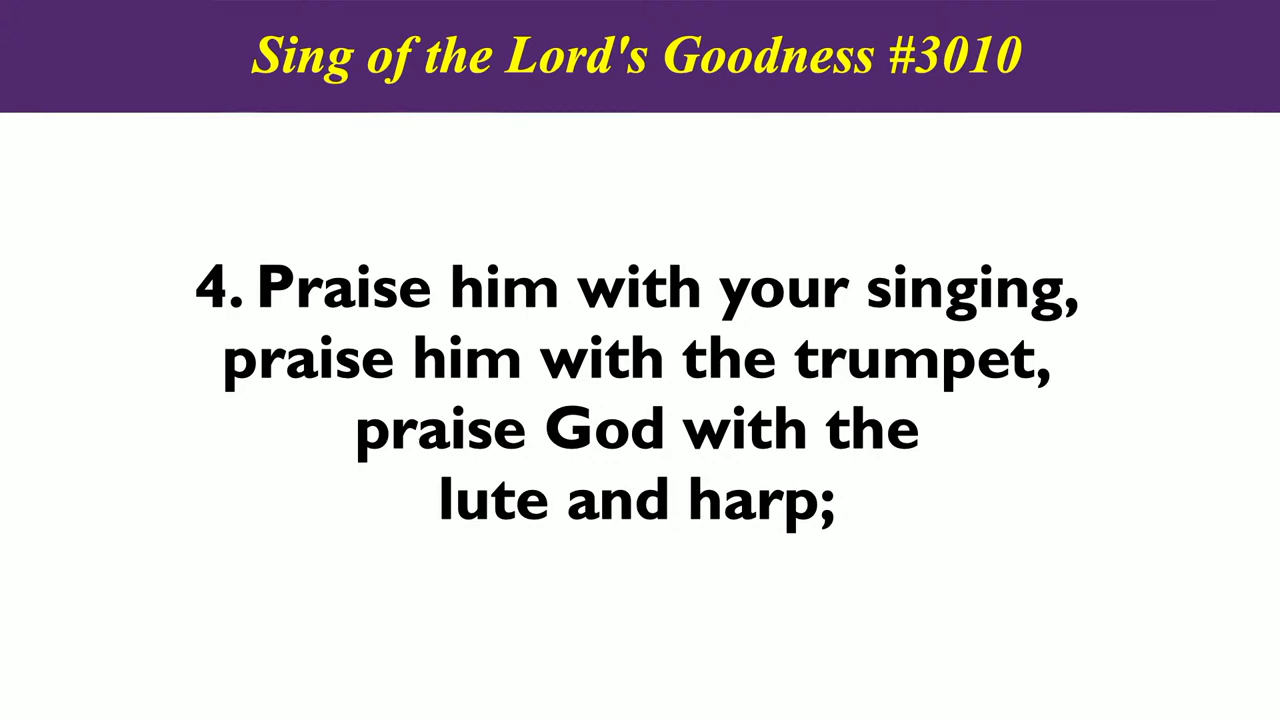 Sing of the Lord's Goodness #3010
4. Praise him with your singing,
praise him with the trumpet,
praise God with the
lute and harp;